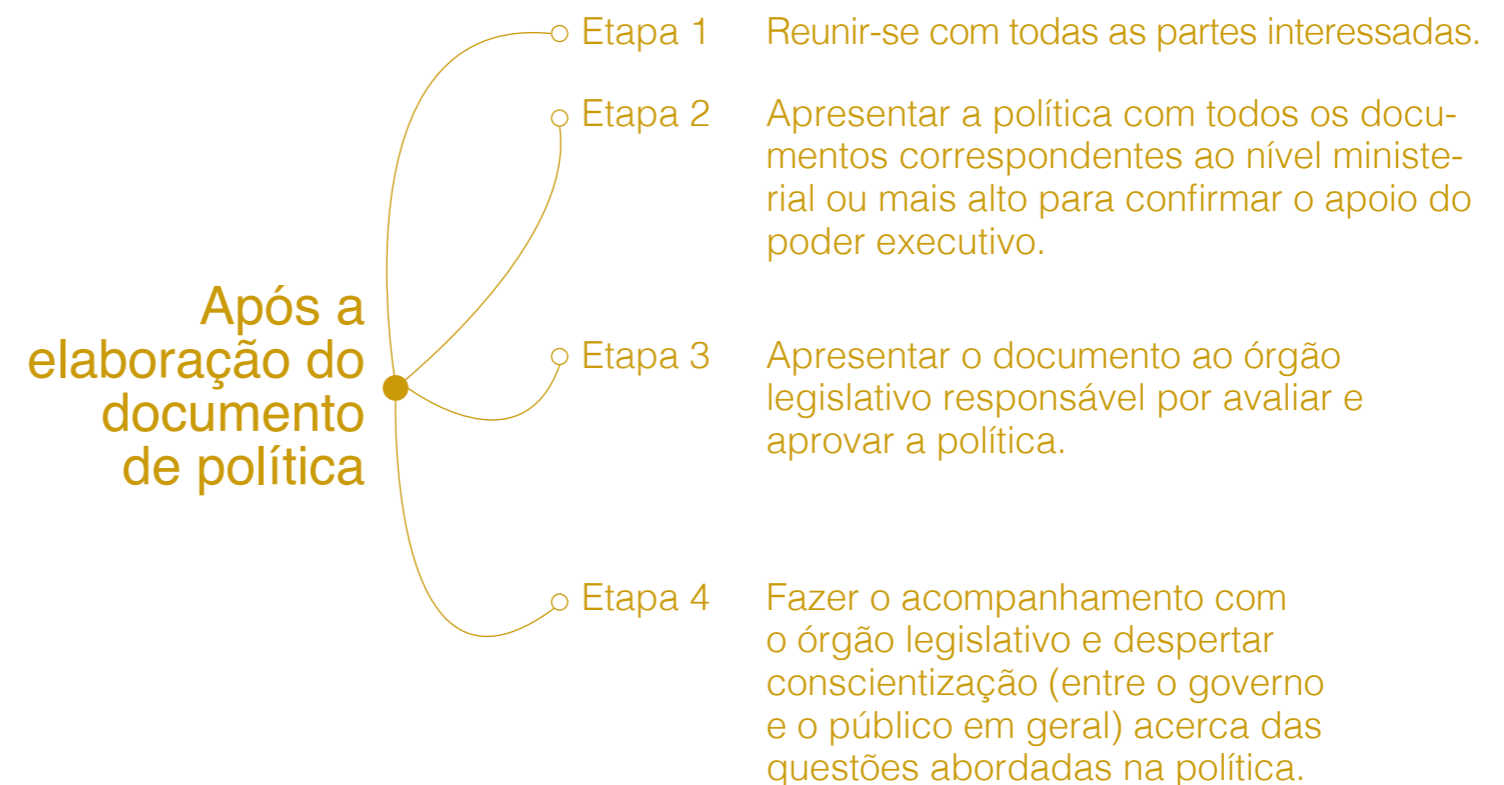 Após a
elaboração do
documento
de política
Etapa 1
Reunir-se com todas as partes interessadas.
Etapa 2
Apresentar a política com todos os docu-
mentos correspondentes ao nível ministe-
rial ou mais alto para confirmar o apoio do
poder executivo.
Etapa 3
Apresentar o documento ao órgão
legislativo responsável por avaliar e
aprovar a política.
Etapa 4
Fazer o acompanhamento com
o órgão legislativo e despertar
conscientização (entre o governo
e o público em geral) acerca das
questões abordadas na política.